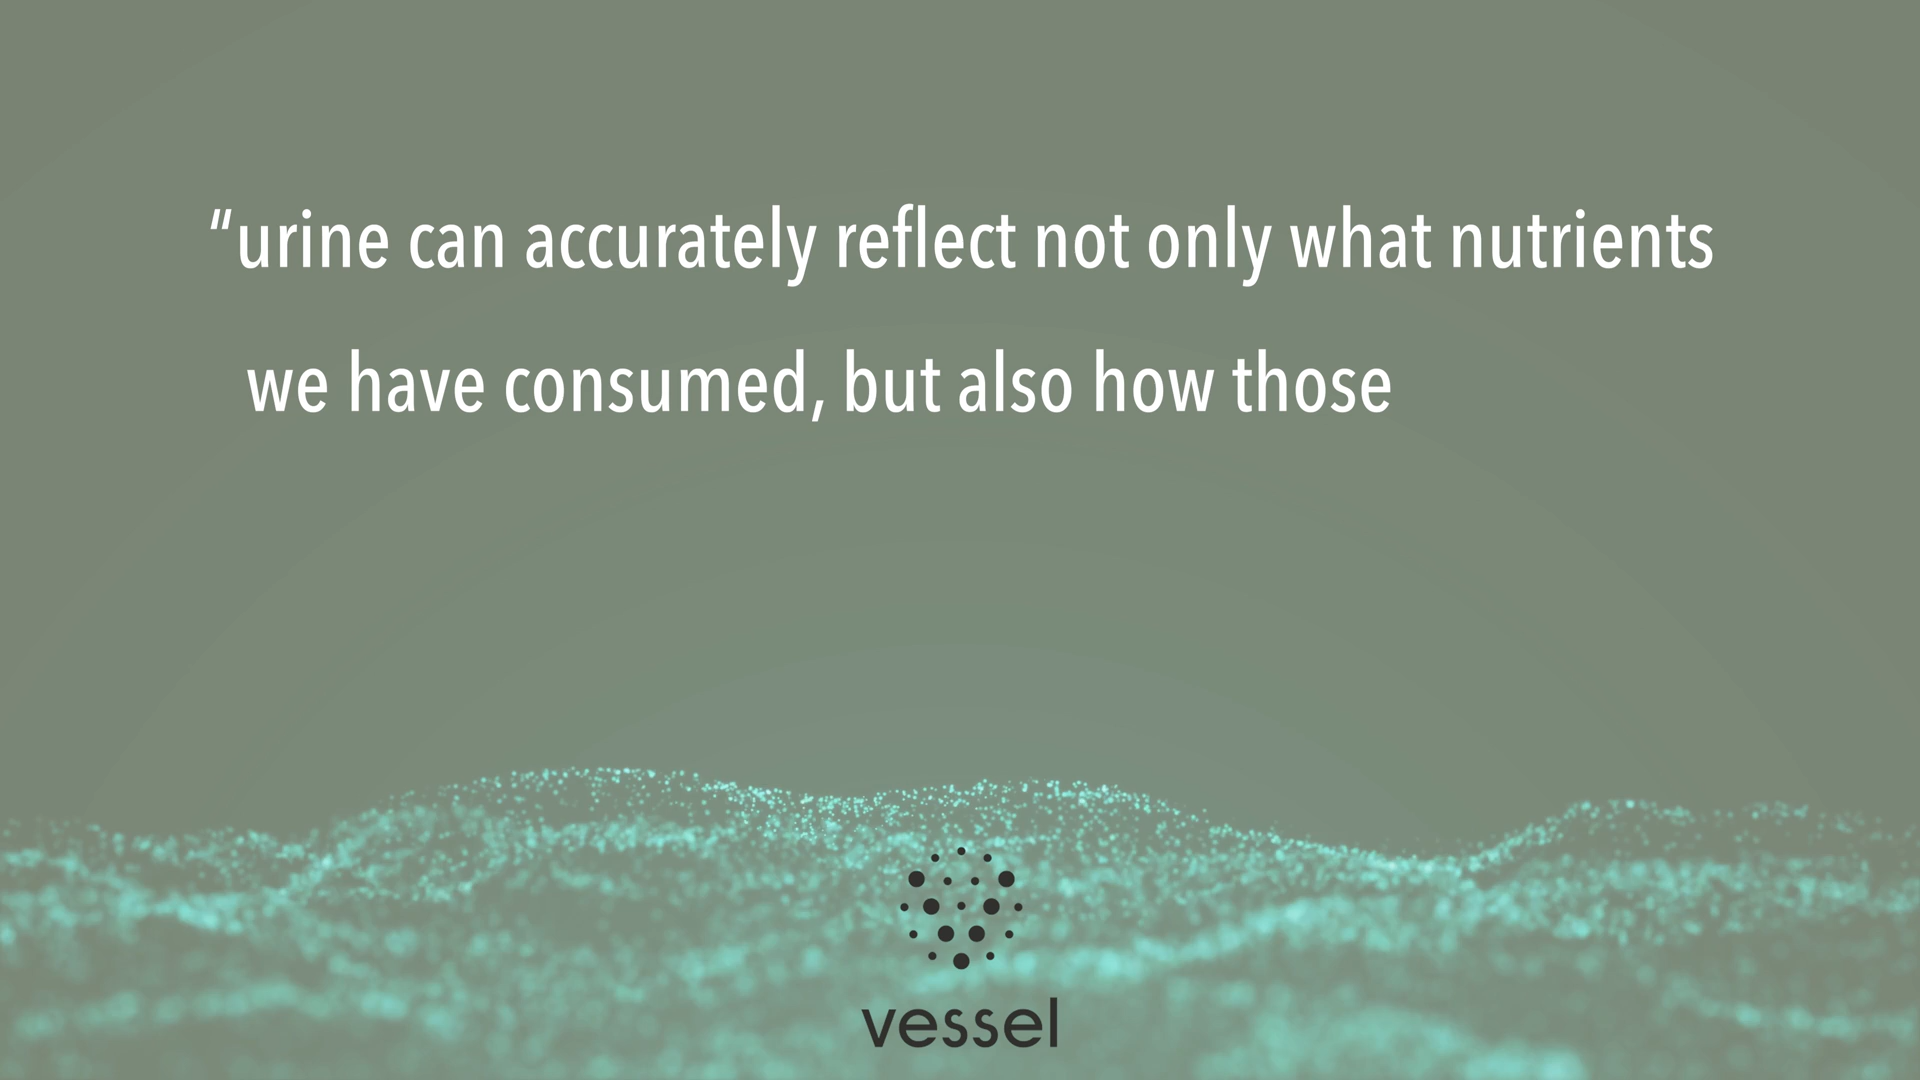 “urine can accurately reflect not only what nutrients
we have consumed, but also how those
vessel